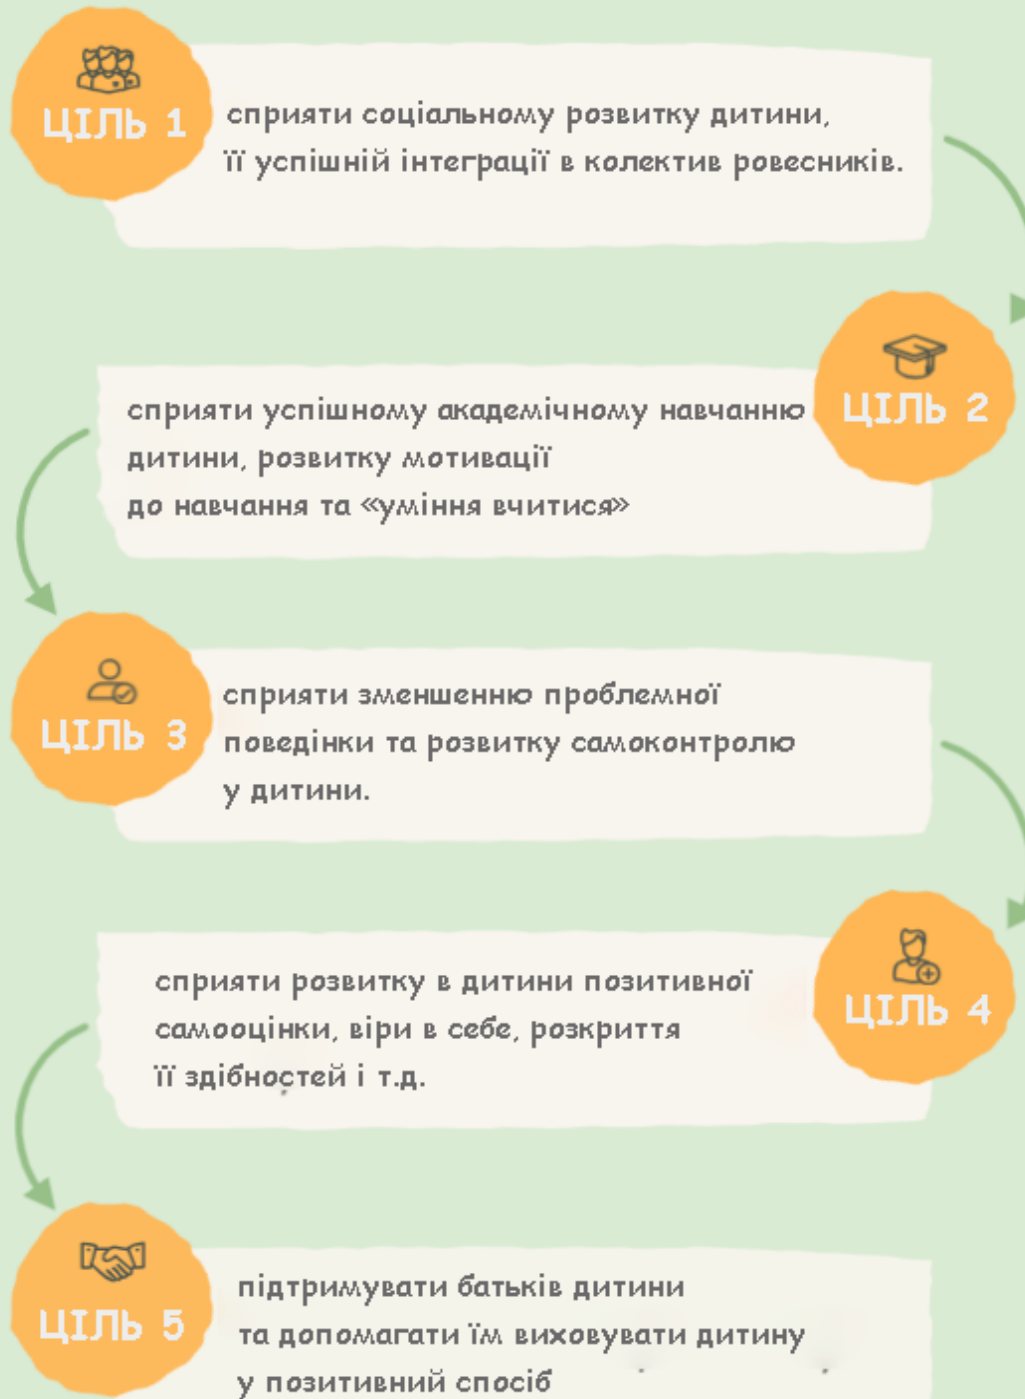 ЦІЛЬ 1
сприяти соціальному розвитку дитини,
її успішній інтеграції в колектив ровесників.
ЦІЛЬ 2
сприяти успішному академічному навчанню
дитини, розвитку мотивації
до навчання та «уміння вчитися»
ЦІЛЬ 3
сприяти зменшенню проблемної
поведінки та розвитку самоконтролю
у дитини.
ЦІЛЬ 4
сприяти розвитку в дитини позитивної
самооцінки, віри в себе, розкриття
її здібностей і т.д.
ЦІЛЬ 5
підтримувати батьків дитини
та допомагати їм виховувати дитину
у позитивний спосіб